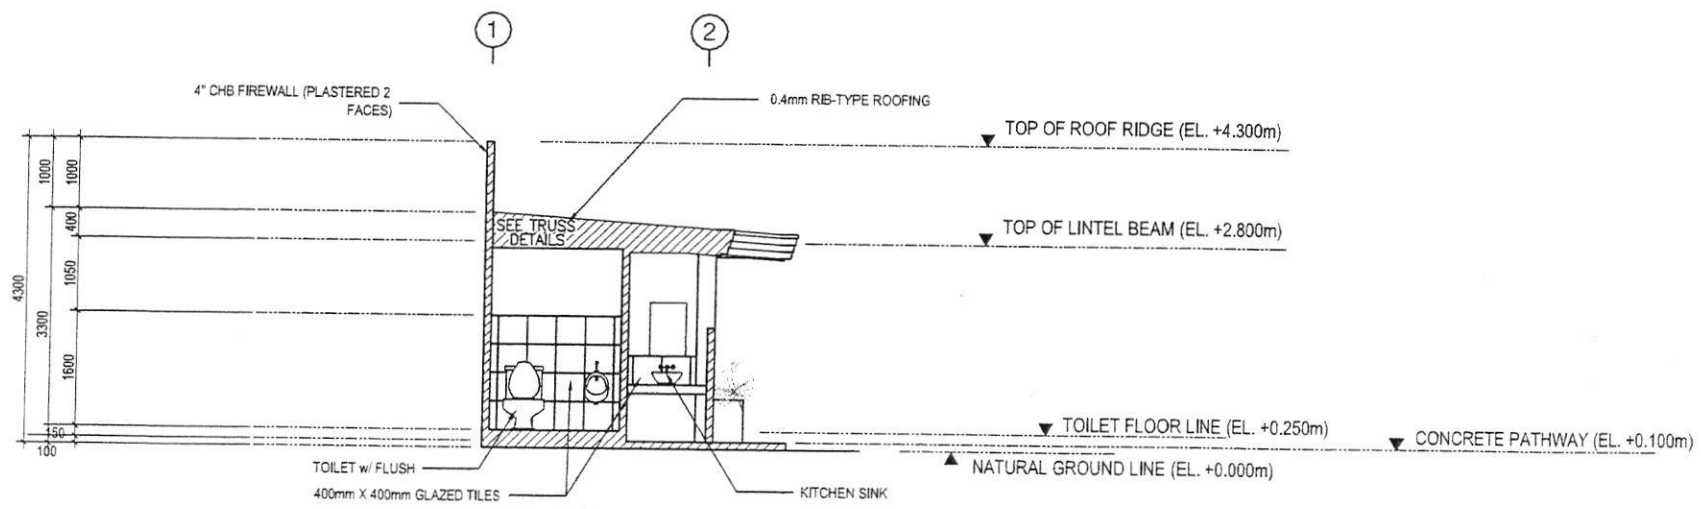 1
2
4" CHB FIREWALL (PLASTERED 2
FACES)
0.4mm RIB-TYPE ROOFING
TOP OF ROOF RIDGE (EL. +4.300m)
1000
1000
SEE TRUSS
DETAILS
400
TOP OF LINTEL BEAM (EL. +2.800m)
4300
3300
1050
1600
150
100
TOILET FLOOR LINE (EL. +0.250m)
CONCRETE PATHWAY (EL. +0.100m)
NATURAL GROUND LINE (EL. +0.000m)
TOILET w/ FLUSH
400mm X 400mm GLAZED TILES
KITCHEN SINK